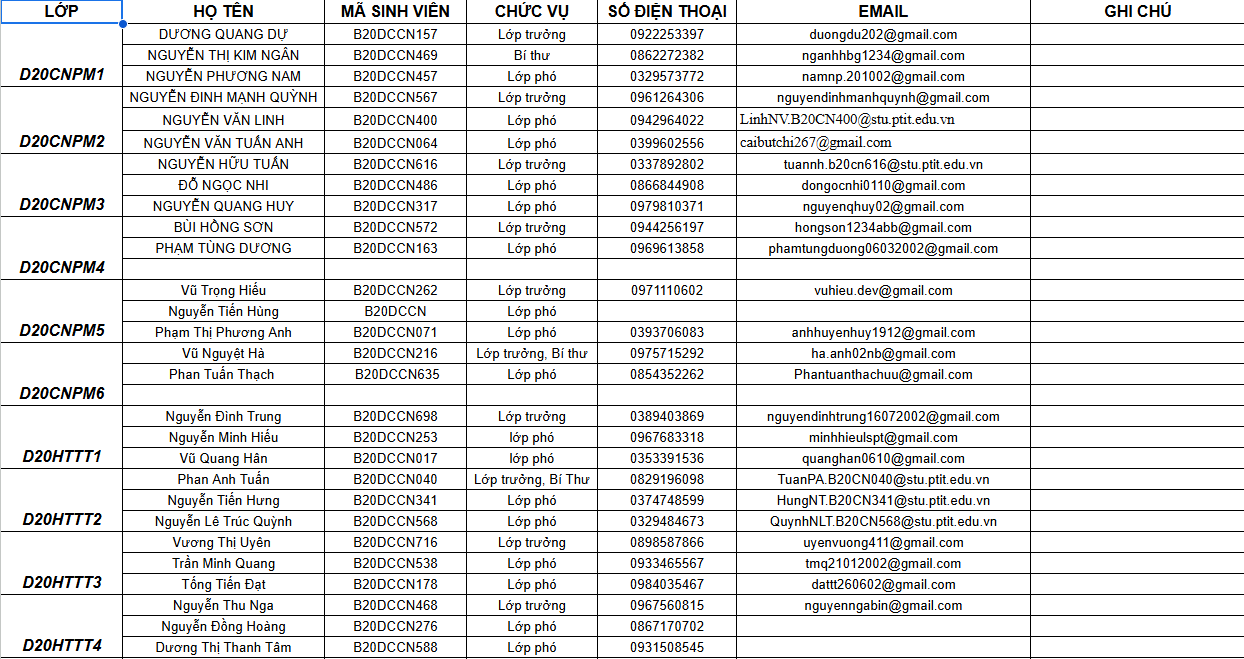 LỚP HỌ TÊN MÃ SINH VIÊN CHỨC VỤ SỐ ĐIỆN THOẠI EMAIL GHI CHÚ
DƯƠNG QUANG DỰ B20DCCN157 Lớp trưởng 0922253397 duongdu202@gmail.com
NGUYỄN THỊ KIM NGÂN B20DCCN469 Bí thư 0862272382 nganhhbg1234@gmail.com
D20CNPM1 NGUYỄN PHƯƠNG NAM B20DCCN457 Lớp phó 0329573772 namnp.201002@gmail.com
NGUYỄN ĐINH MẠNH QUỲNH B20DCCN567 Lớp trưởng 0961264306 nguyendinhmanhquynh@gmail.com
NGUYỄN VĂN LINH B20DCCN400 Lớp phó 0942964022 LinhNV.B20CN400@stu.ptit.edu.vn
D20CNPM2 NGUYỄN VĂN TUẤN ANH B20DCCN064 Lớp phó 0399602556 caibutchi267@gmail.com
NGUYỄN HỮU TUẤN B20DCCN616 Lớp trưởng 0337892802 tuannh.b20cn616@stu.ptit.edu.vn
ĐỖ NGỌC NHI B20DCCN486 Lớp phó 0866844908 dongocnhi0110@gmail.com
D20CNPM3 NGUYỄN QUANG HUY B20DCCN317 Lớp phó 0979810371 nguyenqhuy02@gmail.com
BÙI HỒNG SƠN B20DCCN572 Lớp trưởng 0944256197 hongson1234abb@gmail.com
PHẠM TÙNG DƯƠNG B20DCCN163 Lớp phó 0969613858 phamtungduong06032002@gmail.com
D20CNPM4
Vũ Trọng Hiếu B20DCCN262 Lớp trưởng 0971110602 vuhieu.dev@gmail.com
Nguyễn Tiến Hùng B20DCCN Lớp phó
D20CNPM5 Phạm Thị Phương Anh B20DCCN071 Lớp phó 0393706083 anhhuyenhuy1912@gmail.com
Vũ Nguyệt Hà B20DCCN216 Lớp trưởng, Bí thư 0975715292 ha.anh02nb@gmail.com
Phan Tuấn Thạch B20DCCN635 Lớp phó 0854352262 Phantuanthachuu@gmail.com
D20CNPM6
Nguyễn Đình Trung B20DCCN698 Lớp trưởng 0389403869 nguyendinhtrung16072002@gmail.com
Nguyễn Minh Hiếu B20DCCN253 lớp phó 0967683318 minhhieulspt@gmail.com
D20HTTT1 Vũ Quang Hân B20DCCN017 lớp phó 0353391536 quanghan0610@gmail.com
Phan Anh Tuấn B20DCCN040 Lớp trưởng, Bí Thư 0829196098 TuanPA.B20CN040@stu.ptit.edu.vn
Nguyễn Tiến Hưng B20DCCN341 Lớp phó 0374748599 HungNT.B20CN341@stu.ptit.edu.vn
D20HTTT2 Nguyễn Lê Trúc Quỳnh B20DCCN568 Lớp phó 0329484673 QuynhNLT.B20CN568@stu.ptit.edu.vn
Vương Thị Uyên B20DCCN716 Lớp trưởng 0898587866 uyenvuong411@gmail.com
Trần Minh Quang B20DCCN538 Lớp phó 0933465567 tmq21012002@gmail.com
D20HTTT3 Tống Tiến Đạt B20DCCN178 Lớp phó 0984035467 dattt260602@gmail.com
Nguyễn Thu Nga B20DCCN468 Lớp trưởng 0967560815 nguyenngabin@gmail.com
Nguyễn Đồng Hoàng B20DCCN276 Lớp phó 0867170702
D20HTTT4 Dương Thị Thanh Tâm B20DCCN588 Lớp phó 0931508545